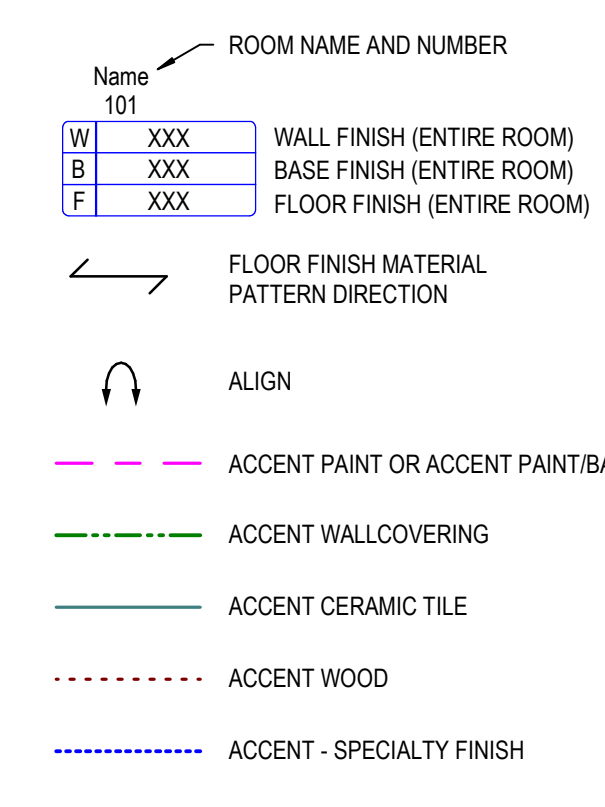 ROOM NAME AND NUMBER
Name
101
W XXX WALL FINISH (ENTIRE ROOM)
B XXX BASE FINISH (ENTIRE ROOM)
F XXX FLOOR FINISH (ENTIRE ROOM)
FLOOR FINISH MATERIAL
PATTERN DIRECTION
ALIGN
ACCENT PAINT OR ACCENT PAINT/BA
ACCENT WALLCOVERING
ACCENT CERAMIC TILE
ACCENT WOOD
ACCENT - SPECIALTY FINISH